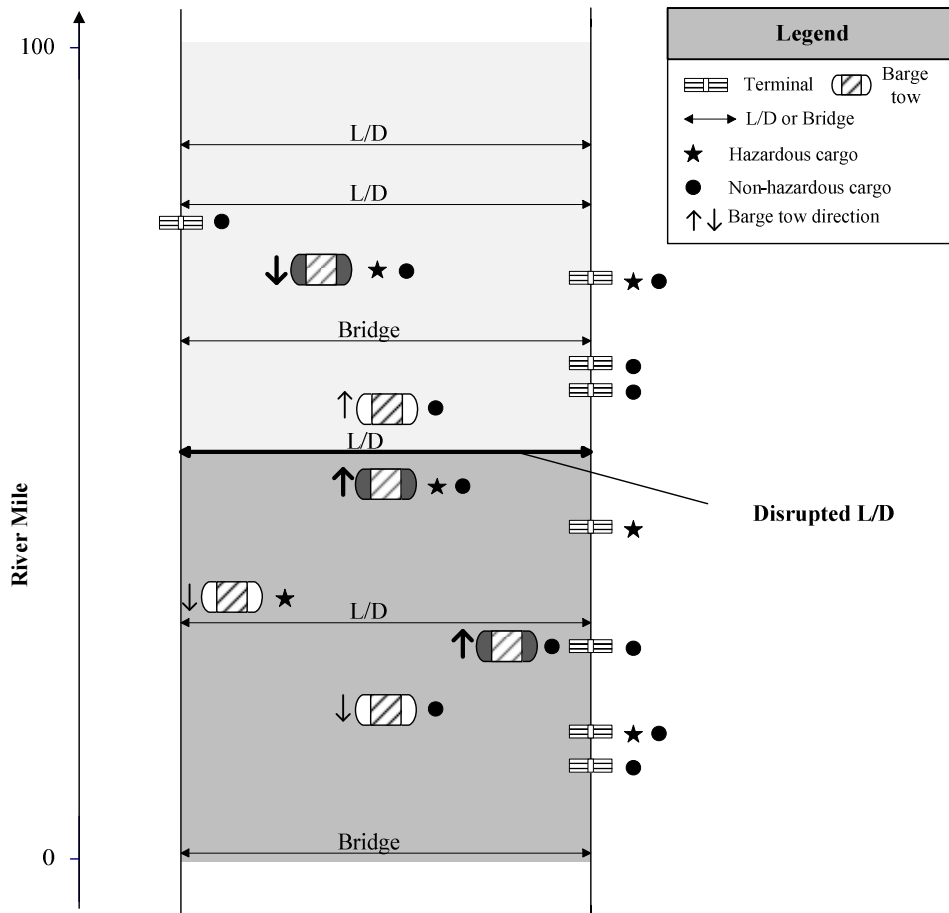 100
Legend
Terminal
Barge
tow
L/D or Bridge
Hazardous cargo
Non-hazardous cargo
Barge tow direction
L/D
L/D
Bridge
L/D
Disrupted L/D
River Mile
L/D
0
Bridge